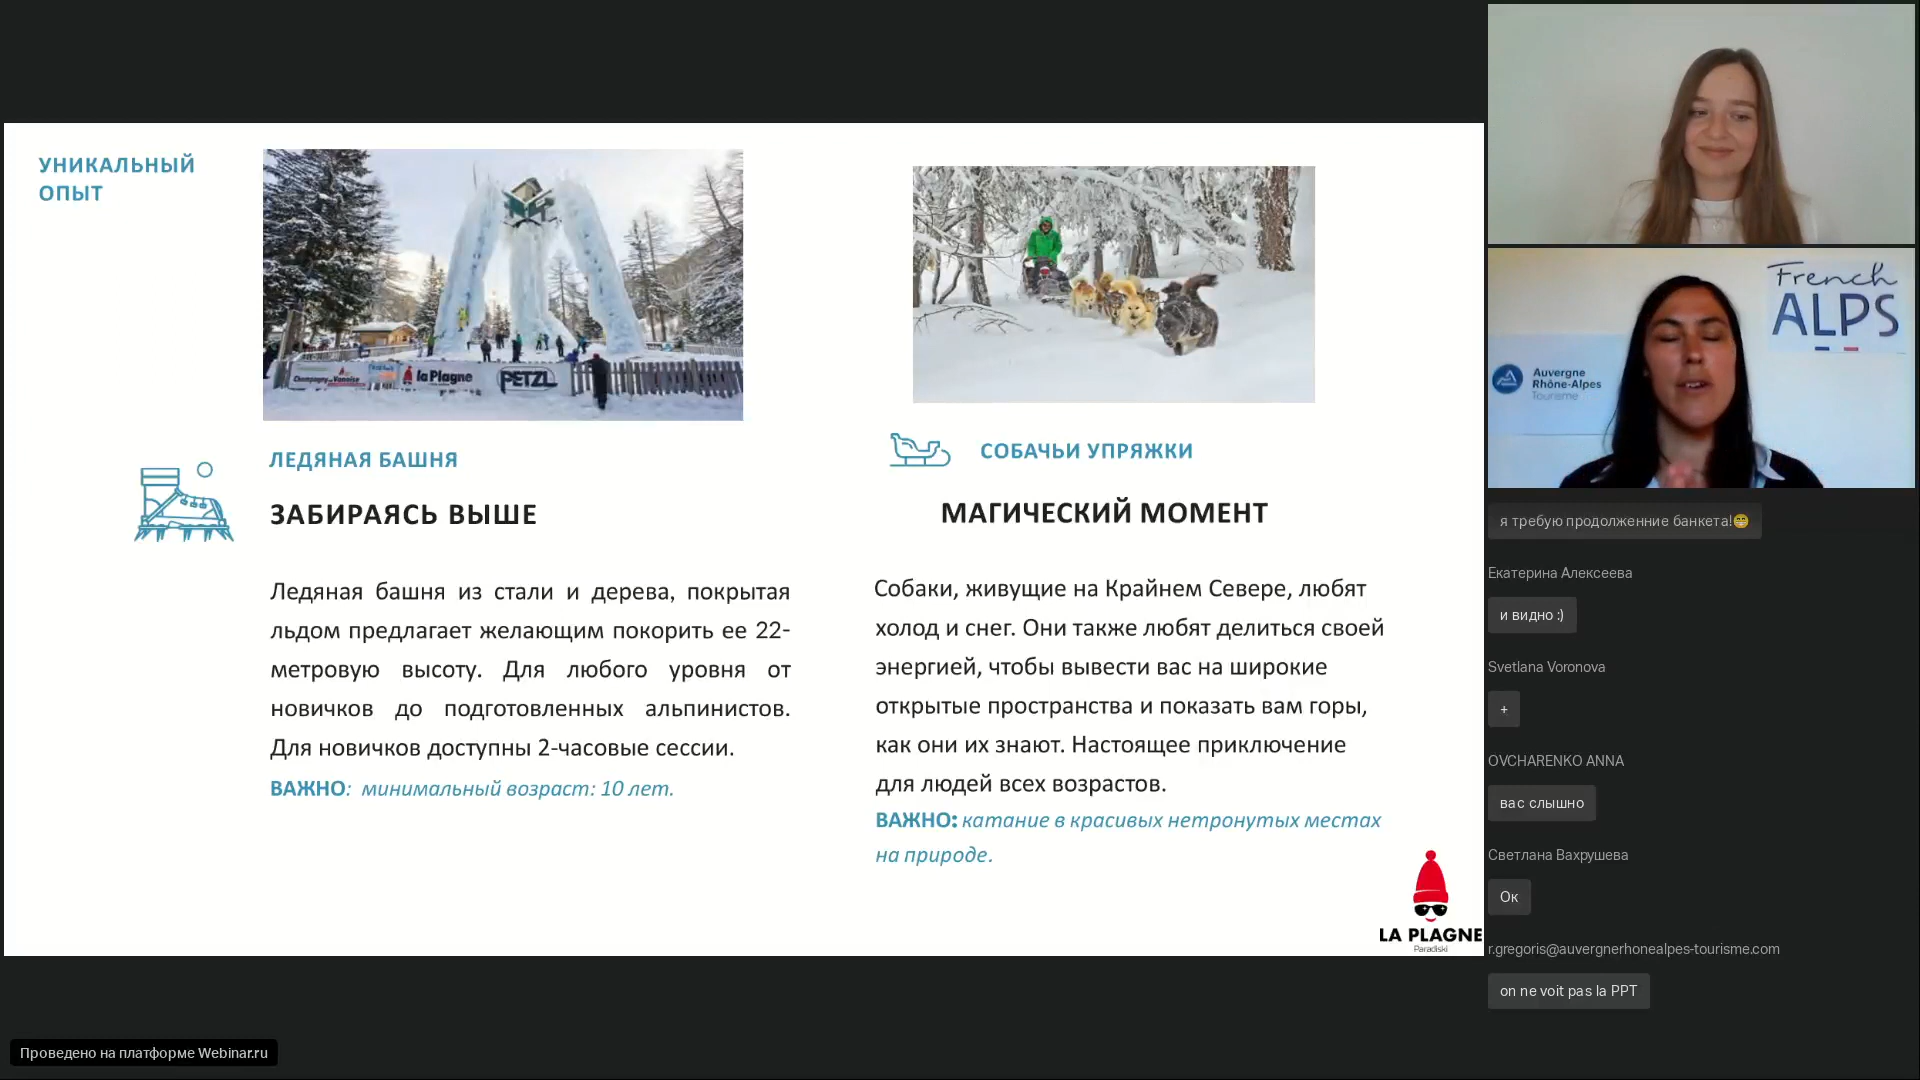 УНИКАЛЬНЫЙ
ОПЫТ
Champagny en Vanoise
la Plagne
PETZL
ЛЕДЯНАЯ БАШНЯ
ЗАБИРАЯСЬ ВЫШЕ
Ледяная башня из стали и дерева, покрытая
льдом предлагает желающим покорить ее 22-
метровую высоту. Для любого уровня от
новичков до подготовленных альпинистов.
Для новичков доступны 2-часовые сессии.
ВАЖНО: минимальный возраст: 10 лет.
СОБАЧЬИ УПРЯЖКИ
МАГИЧЕСКИЙ МОМЕНТ
Собаки, живущие на Крайнем Севере, любят
холод и снег. Они также любят делиться своей
энергией, чтобы вывести вас на широкие
открытые пространства и показать вам горы,
как они их знают. Настоящее приключение
для людей всех возрастов.
ВАЖНО: катание в красивых нетронутых местах
на природе.
LA PLAGNE
Paradiski
French
ALPS
Auvergne
Rhône-Alpes
Tourisme
я требую продолженние банкета!😁
Екатерина Алексеева
и видно :)
Svetlana Voronova
+
OVCHARENKO ANNA
вас слышно
Светлана Вахрушева
Ок
r.gregoris@auvergnerhonealpes-tourisme.com
on ne voit pas la PPT
Проведено на платформе Webinar.ru